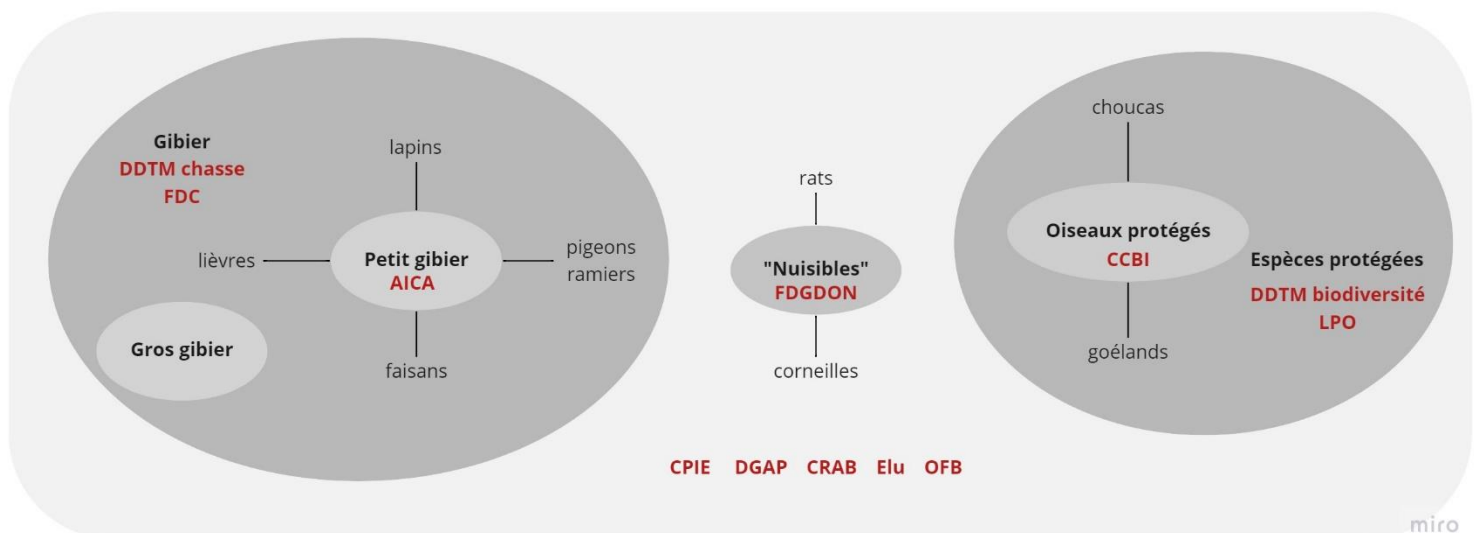 Gibier
DDTM chasse
FDC
lapins
lièvres
Petit gibier
AICA
pigeons
ramiers
Gros gibier
faisans
rats
"Nuisibles"
FDGDON
corneilles
choucas
Oiseaux protégés
CCBI
Espèces protégées
DDTM biodiversité
LPO
goélands
CPIE DGAP CRAB Elu OFB
miro